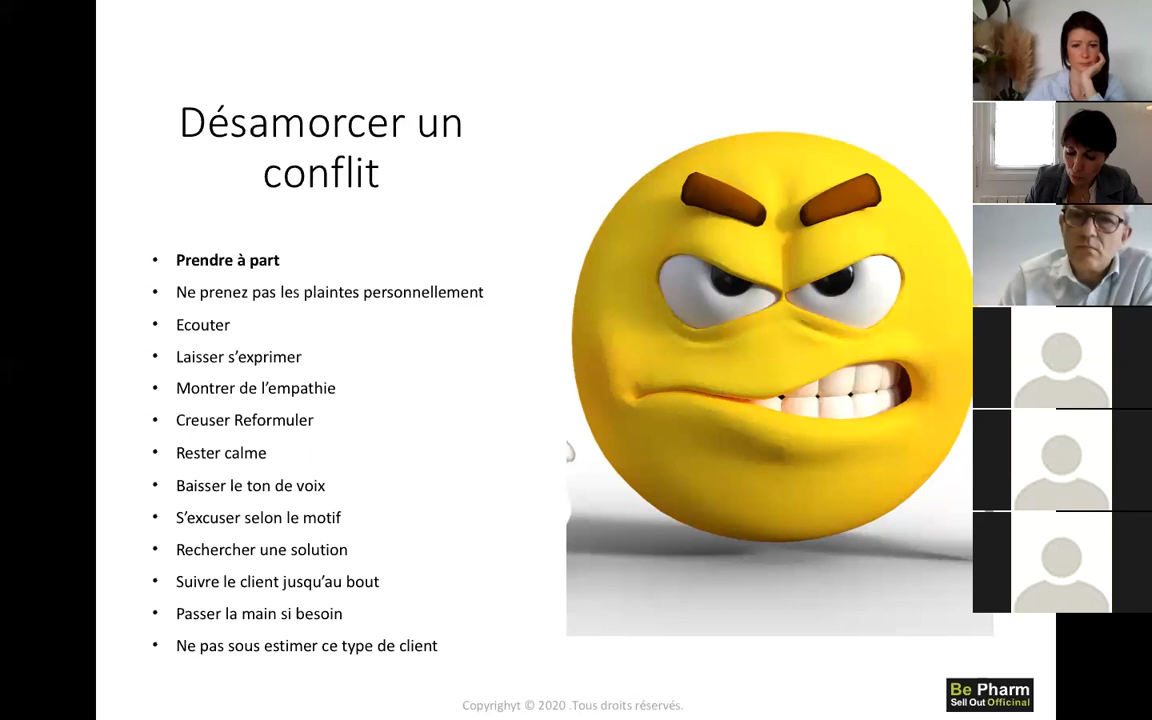 Désamorcer un
conflit
• Prendre à part
• Ne prenez pas les plaintes personnellement
• Ecouter
• Laisser s’exprimer
• Montrer de l’empathie
• Creuser Reformuler
• Rester calme
• Baisser le ton de voix
• S’excuser selon le motif
• Rechercher une solution
• Suivre le client jusqu’au bout
• Passer la main si besoin
• Ne pas sous estimer ce type de client
Copyrighyt © 2020 .Tous droits réservés.
Be Pharm
Sell Out Officinal